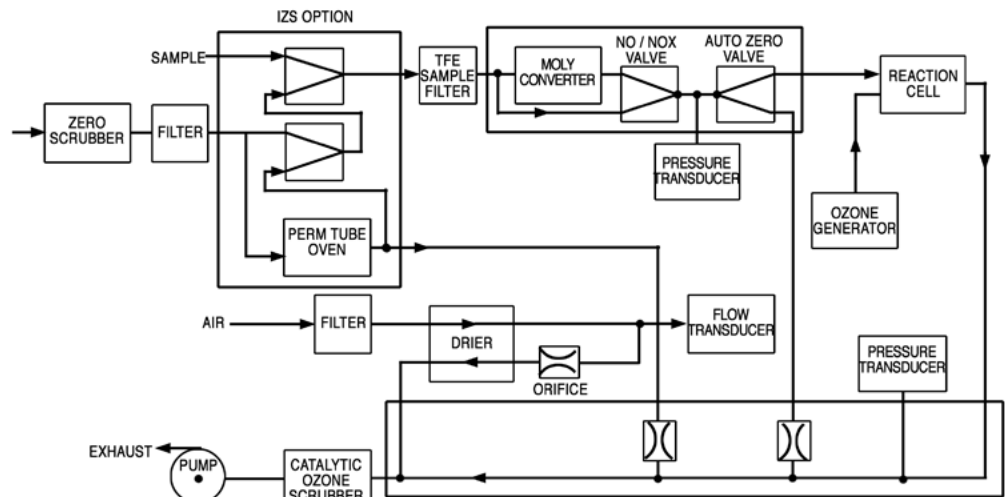 IZS OPTION
SAMPLE
TFE
SAMPLE
FILTER
MOLY
CONVERTER
NO / NOX
VALVE
AUTO ZERO
VALVE
REACTION
CELL
ZERO
SCRUBBER
FILTER
PRESSURE
TRANSDUCER
OZONE
GENERATOR
PERM TUBE
OVEN
AIR
FILTER
DRIER
ORIFICE
FLOW
TRANSDUCER
PRESSURE
TRANSDUCER
EXHAUST
PUMP
CATALYTIC
OZONE
SCRUBBER